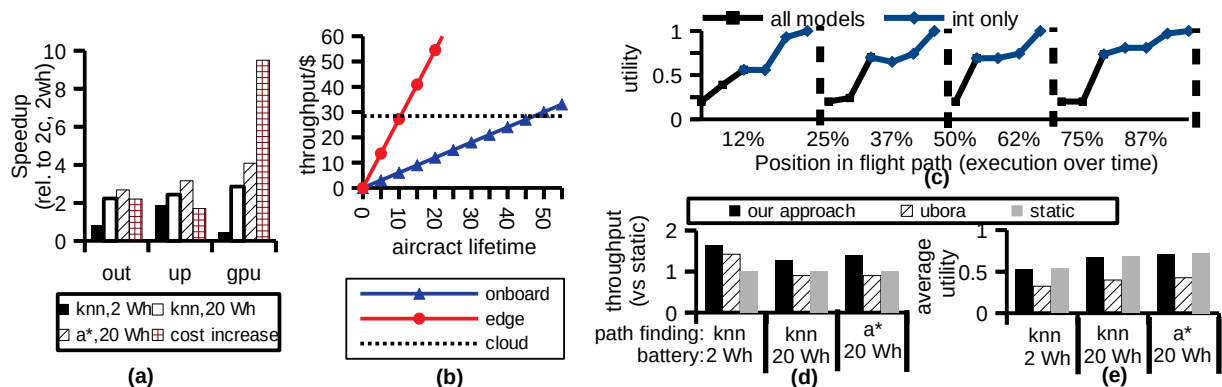 Speedup
(rel. to 2c, 2wh)
10
8
6
4
2
0
out up gpu
knn,2 Wh knn,20 Wh
a*,20 Wh cost increase
(a)
throughput/$
60
50
40
30
20
10
0
0 10 20 30 40 50
aircract lifetime
onboard
edge
cloud
(b)
all models int only
utility
1
0.5
0
12% 25% 37% 50% 62% 75% 87%
Position in flight path (execution over time)
(c)
our approach ubora static
throughput
(vs static)
2
1
0
path finding: knn knn a*
battery: 2 Wh 20 Wh 20 Wh
(d)
average
utility
1
0.5
0
knn knn a*
2 Wh 20 Wh 20 Wh
(e)